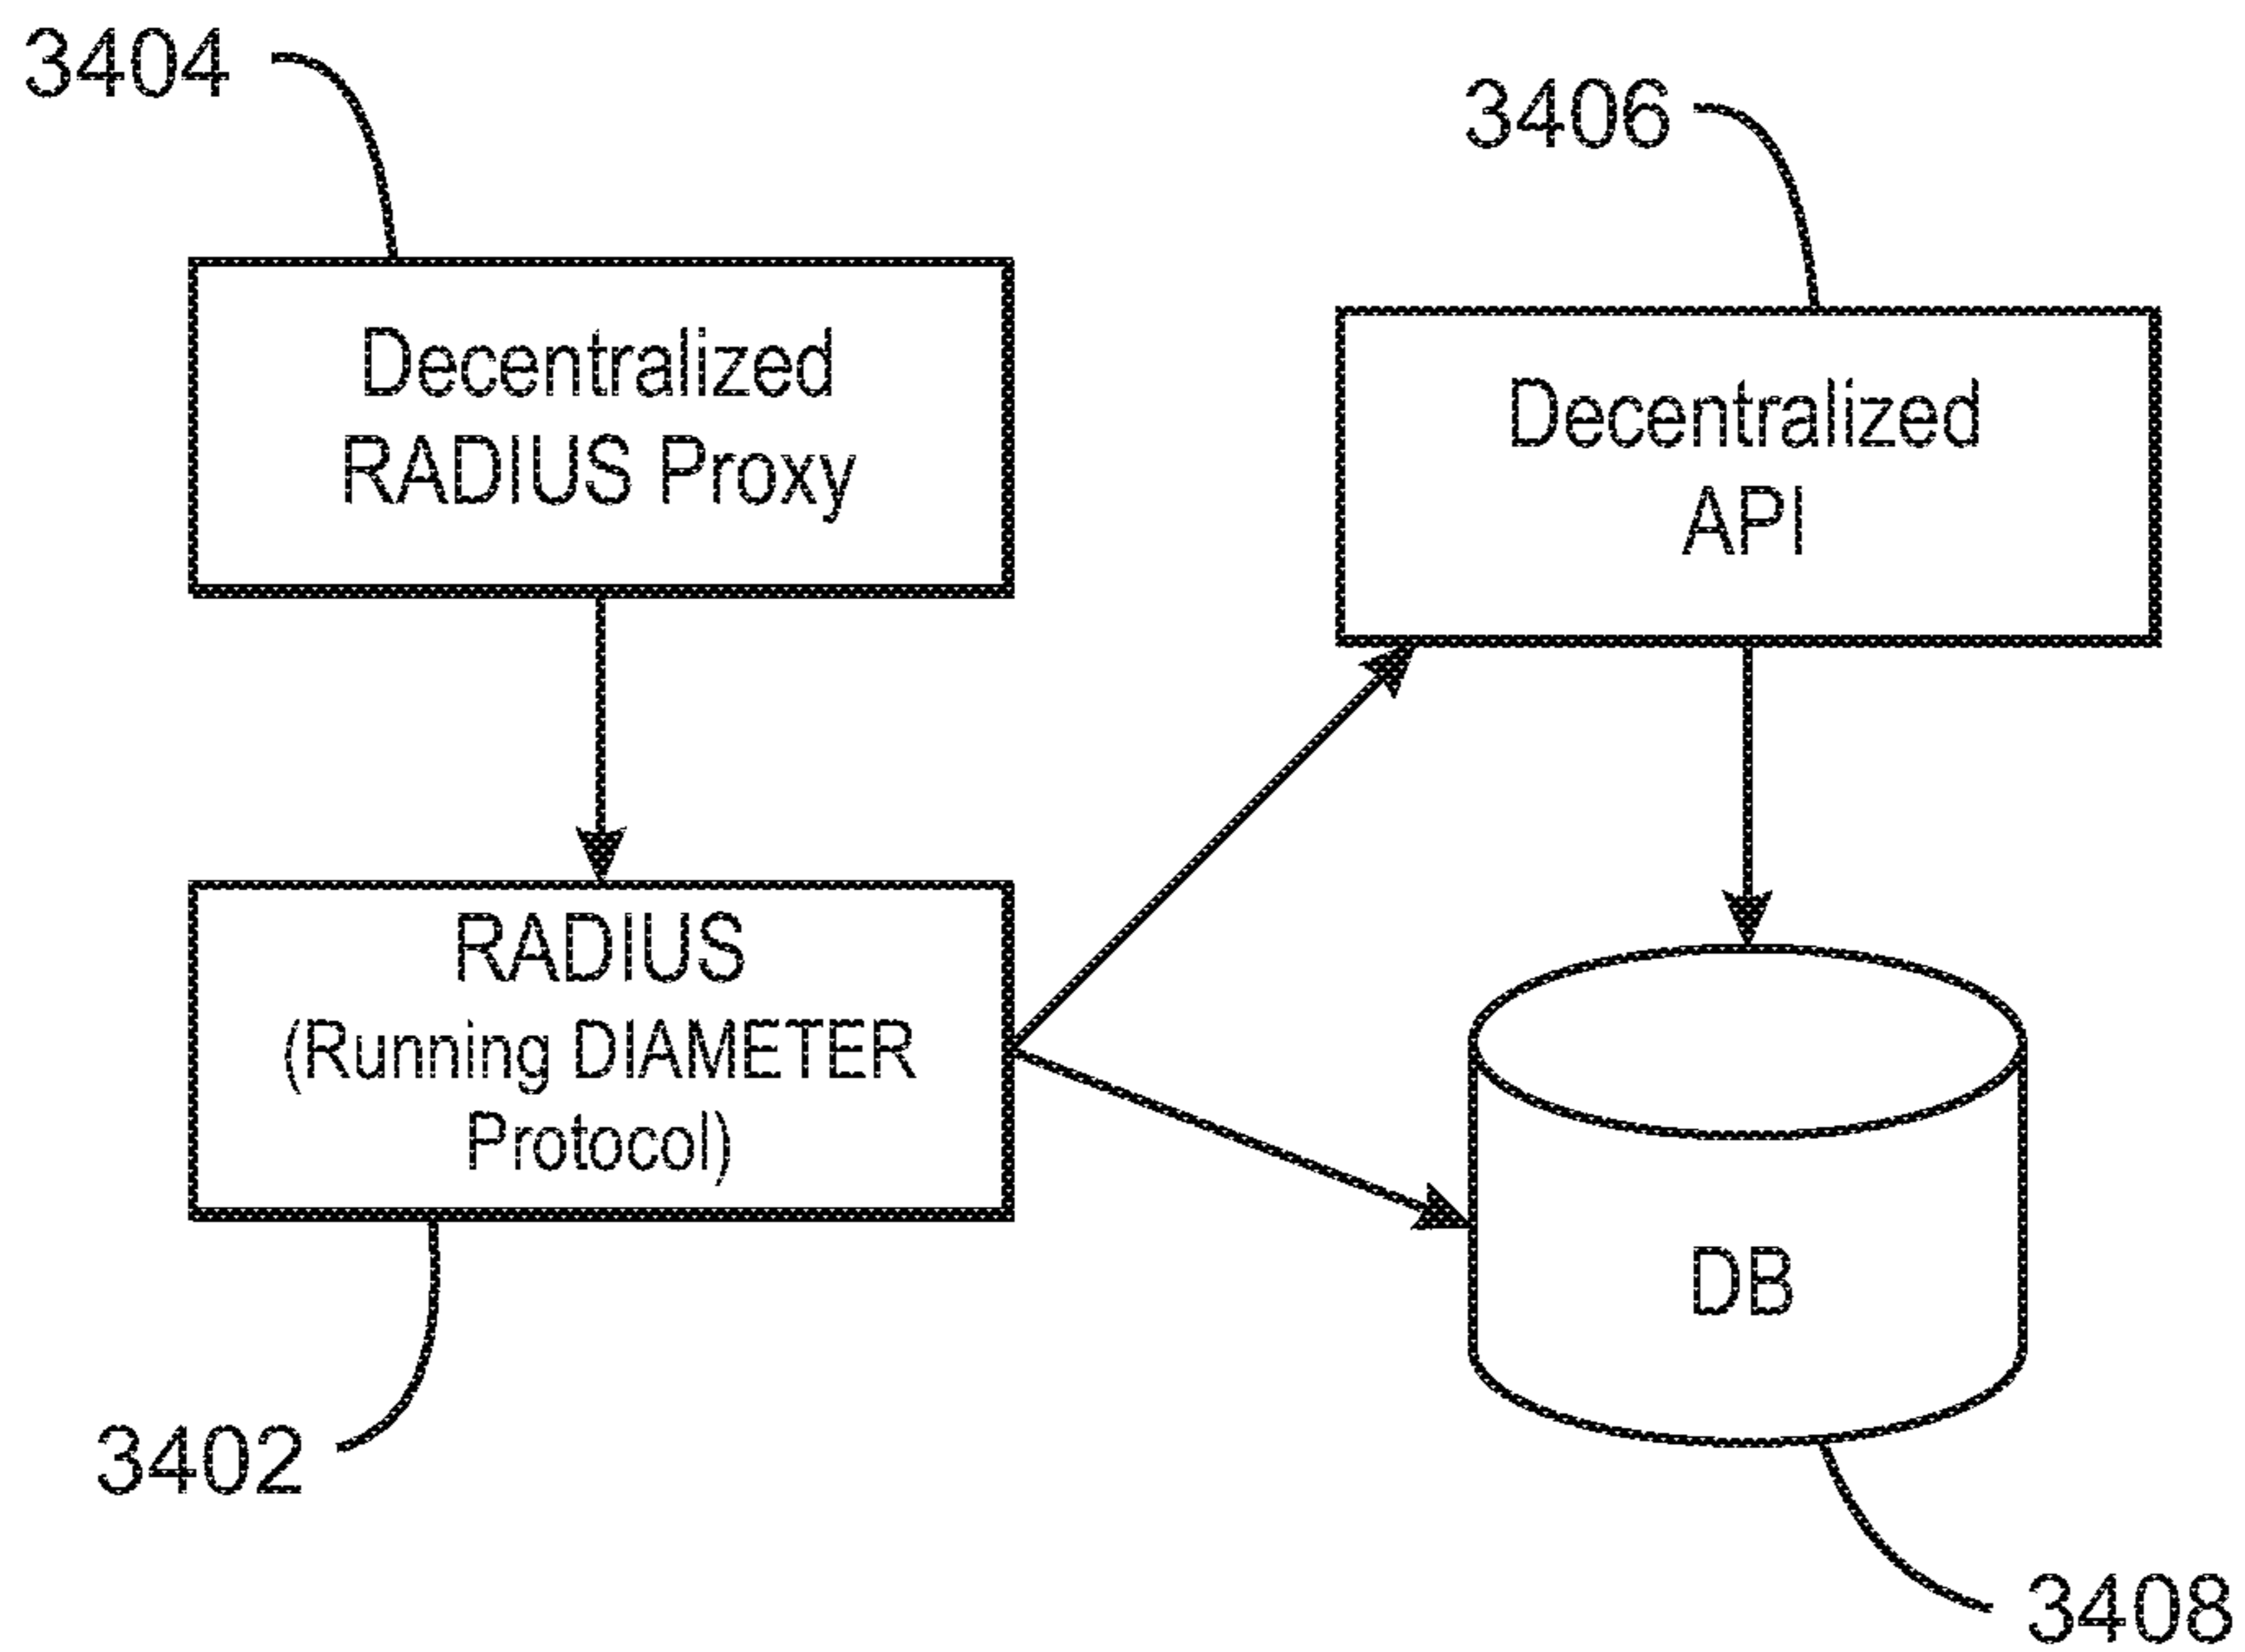 3404
3406
Decentralized
RADIUS Proxy
Decentralized
API
RADIUS
(Running DIAMETER
Protocol)
DB
3402
3408